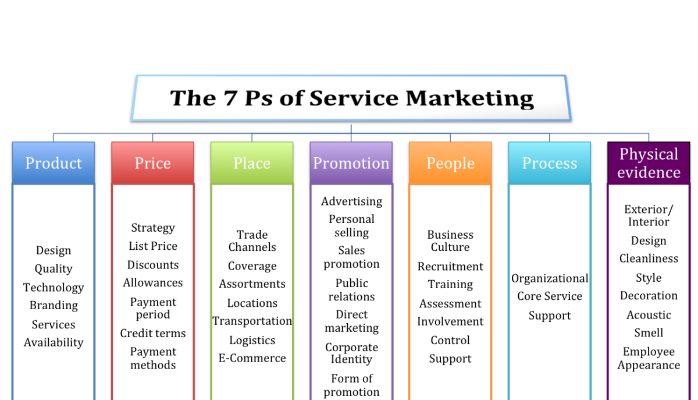 The 7 Ps of Service Marketing
Product
Design
Quality
Technology
Branding
Services
Availability
Price
Strategy
List Price
Discounts
Allowances
Payment
period
Credit terms
Payment
methods
Place
Trade
Channels
Coverage
Assortments
Locations
Transportation
Logistics
E-Commerce
Promotion
Advertising
Personal
selling
Sales
promotion
Public
relations
Direct
marketing
Corporate
Identity
Form of
promotion
People
Business
Culture
Recruitment
Training
Assessment
Involvement
Control
Support
Process
Organizational
Core Service
Support
Physical
evidence
Exterior/
Interior
Design
Cleanliness
Style
Decoration
Acoustic
Smell
Employee
Appearance